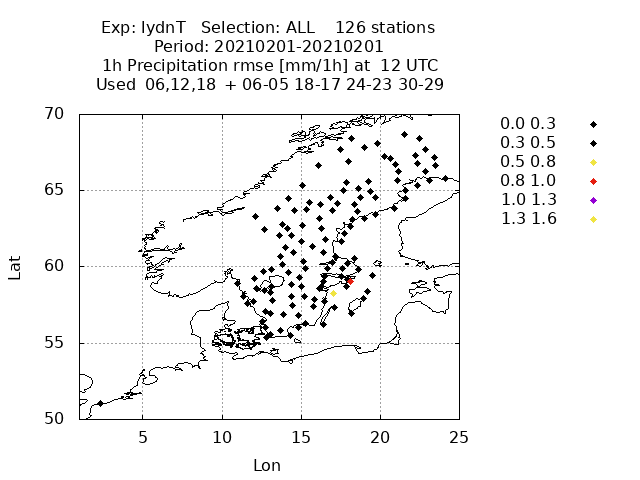 Exp: lydnT   Selection: ALL    126 stations
Period: 20210201-20210201
1h Precipitation rmse [mm/1h] at  12 UTC
Used  06,12,18  + 06-05 18-17 24-23 30-29
70
65
60
55
50
Lat
5
10
15
20
25
Lon
0.0 0.3
0.3 0.5
0.5 0.8
0.8 1.0
1.0 1.3
1.3 1.6